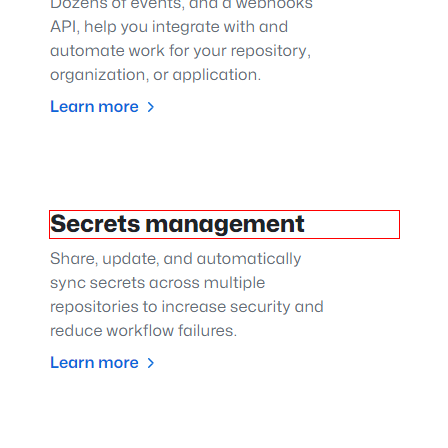 Dozens of events, and a webhooks
API, help you integrate with and
automate work for your repository,
organization, or application.
Learn more
Secrets management
Share, update, and automatically
sync secrets across multiple
repositories to increase security and
reduce workflow failures.
Learn more